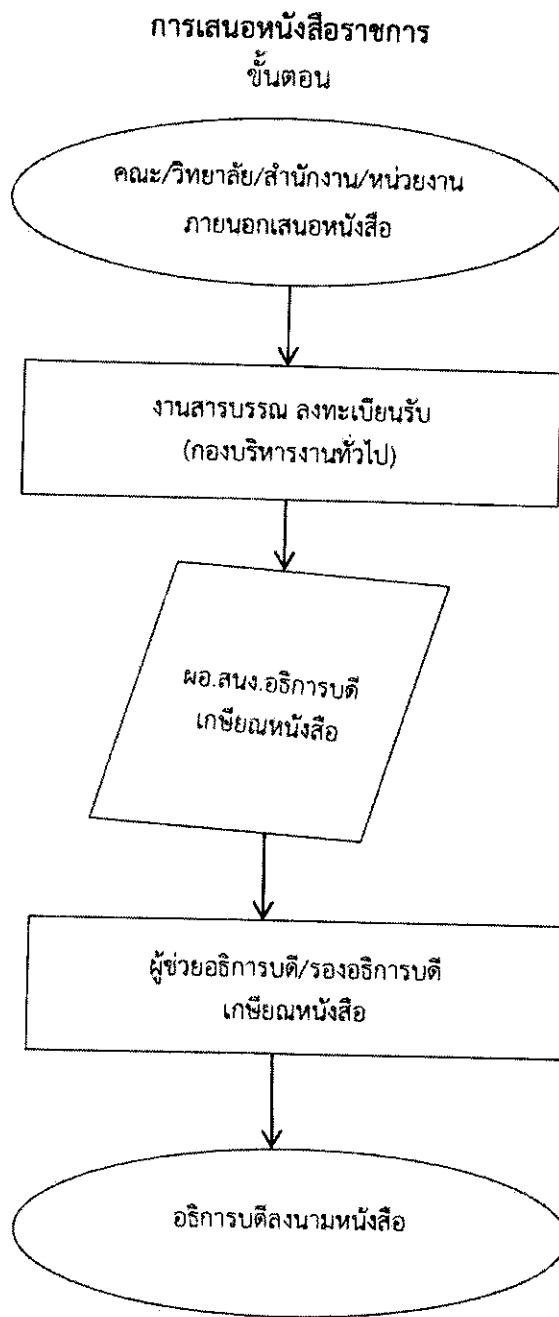 การเสนอหนังสือราชการ
ขั้นตอน
คณะ/วิทยาลัย/สำนักงาน/หน่วยงาน
ภายนอกเสนอหนังสือ
งานสารบรรณ ลงทะเบียนรับ
(กองบริหารงานทั่วไป)
ผอ.สนง.อธิการบดี
เกษียณหนังสือ
ผู้ช่วยอธิการบดี/รองอธิการบดี
เกษียณหนังสือ
อธิการบดีลงนามหนังสือ